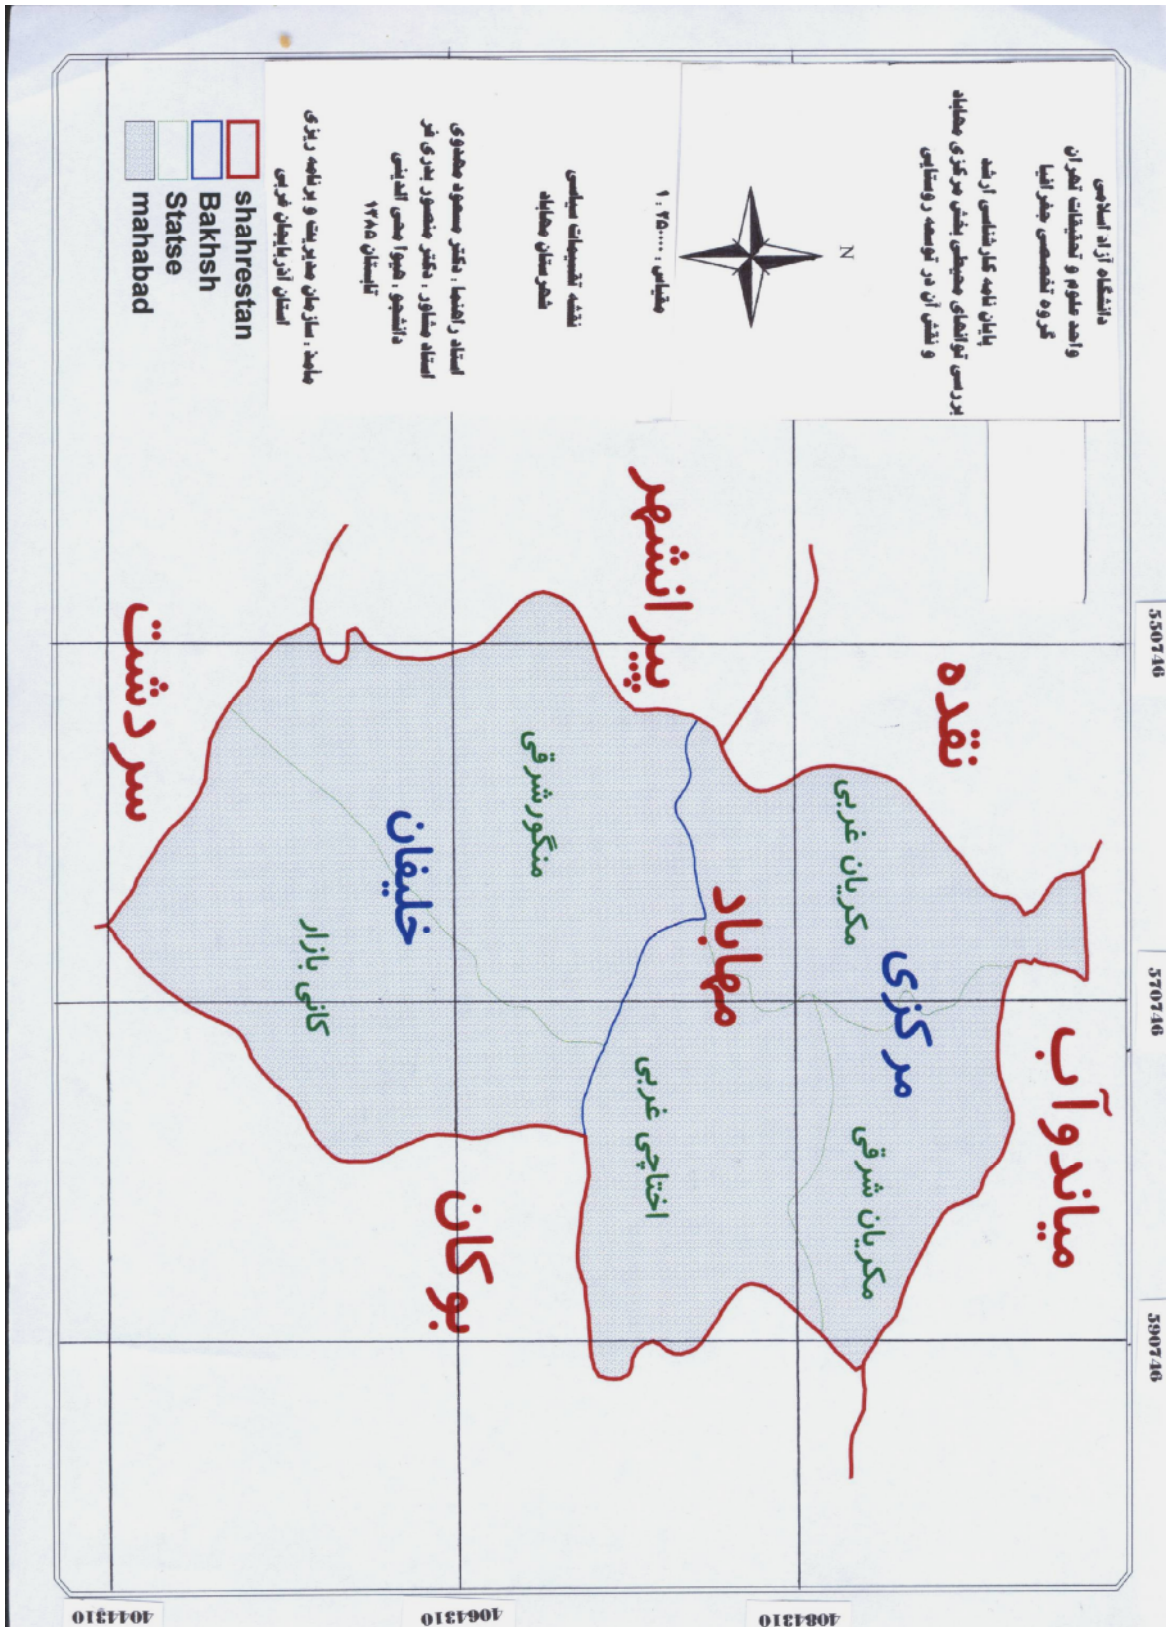 دانشگاه آزاد اسلامی
واحد علوم و تحقیقات تهران
گروه تخصصی جغرافیا
پایان نامه کارشناسی ارشد
بررسی توانهای محیطی بخش مرکزی مهاباد
و نقش آن در توسعه روستایی
N
مقیاس : ۱:۲۵۰۰۰۰
نقشه تقسیمات سیاسی
شهرستان مهاباد
استاد راهنما : دکتر مسعود مهدوی
استاد مشاور : دکتر منصور بدری فر
دانشجو : هیوا محی الدینی
تابستان ۱۳۸۵
ماخذ : سازمان مدیریت و برنامه ریزی
استان آذربایجان غربی
shahrestan
Bakhsh
Statse
mahabad
550746
570746
590746
نقده
میاندوآب
پیرانشهر
مکریان غربی
مرکزی
مکریان شرقی
مهاباد
اختاچی غربی
منگورشرقی
خلیفان
کانی بازار
بوکان
سردشت
4084310
4064310
4044310